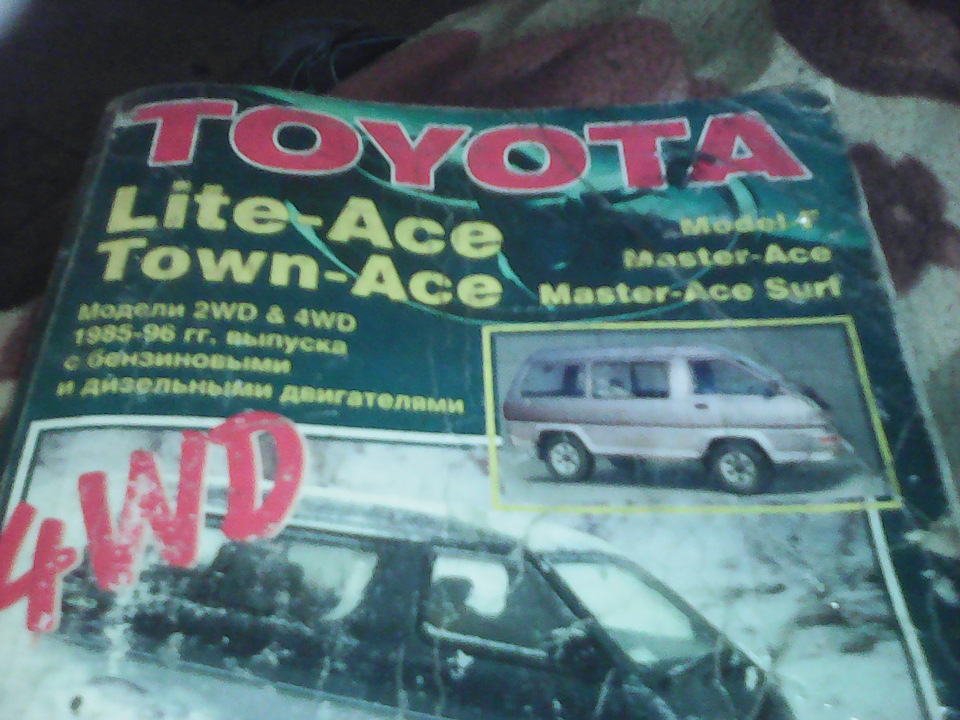 TOYOTA
Lite-Ace
Town-Ace
Model-F
Master-Ace
Master-Ace Surf
Модели 2WD & 4WD
1985-96 гг. выпуска
с бензиновыми
и дизельными двигателями
4WD